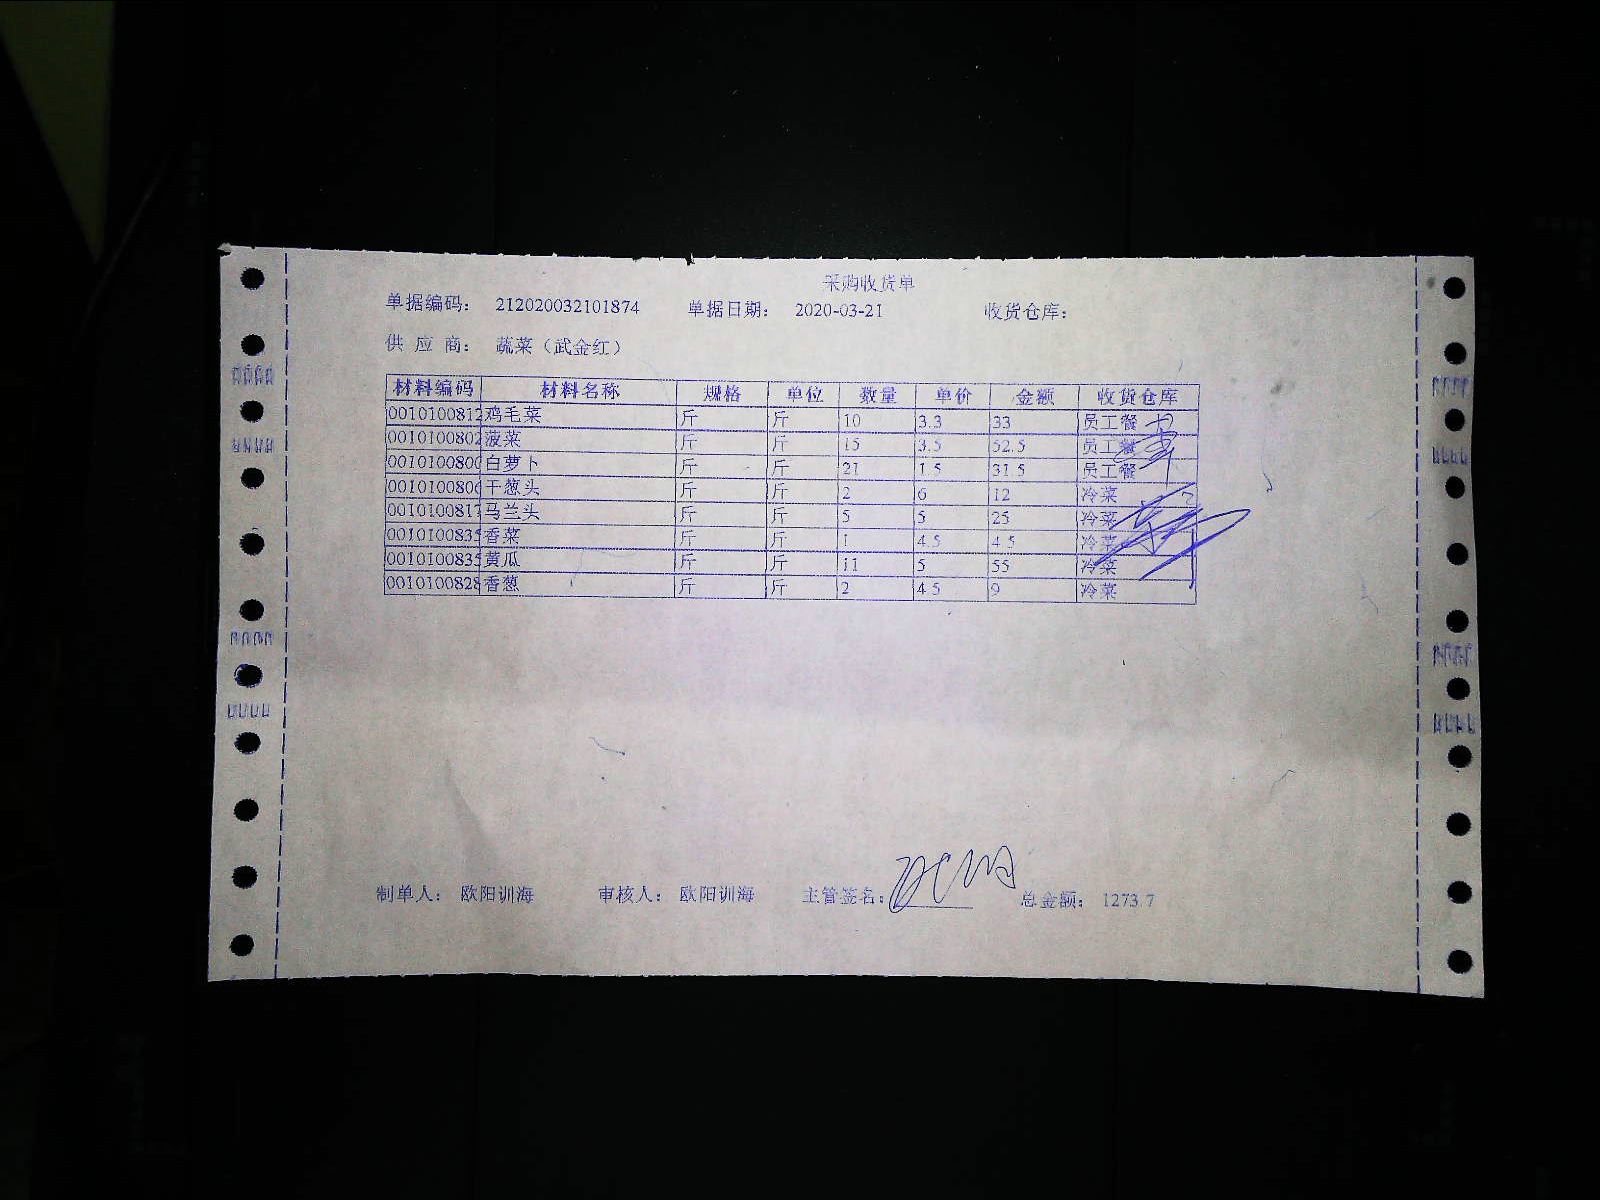 采购收货单
单据编码： 212020032101874 单据日期： 2020-03-21 收货仓库：
供 应 商： 蔬菜（武金红）
材料编码 材料名称 规格 单位 数量 单价 金额 收货仓库
0010100812 鸡毛菜 斤 斤 10 3.3 33 员工餐
0010100802 菠菜 斤 斤 15 3.5 52.5 员工餐
0010100800 白萝卜 斤 斤 21 1.5 31.5 员工餐
0010100806 干葱头 斤 斤 2 6 12 冷菜
0010100817 马兰头 斤 斤 5 5 25 冷菜
0010100835 香菜 斤 斤 1 4.5 4.5 冷菜
0010100835 黄瓜 斤 斤 11 5 55 冷菜
0010100828 香葱 斤 斤 2 4.5 9 冷菜
制单人： 欧阳训海 审核人： 欧阳训海 主管签名： 总金额： 1273.7